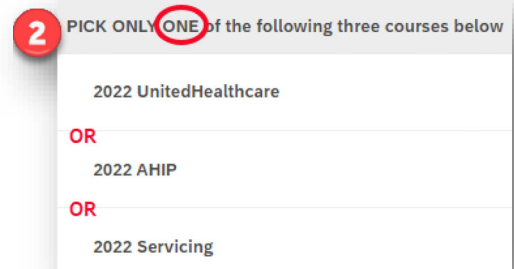 2 PICK ONLY ONE of the following three courses below
2022 UnitedHealthcare
OR
2022 AHIP
OR
2022 Servicing